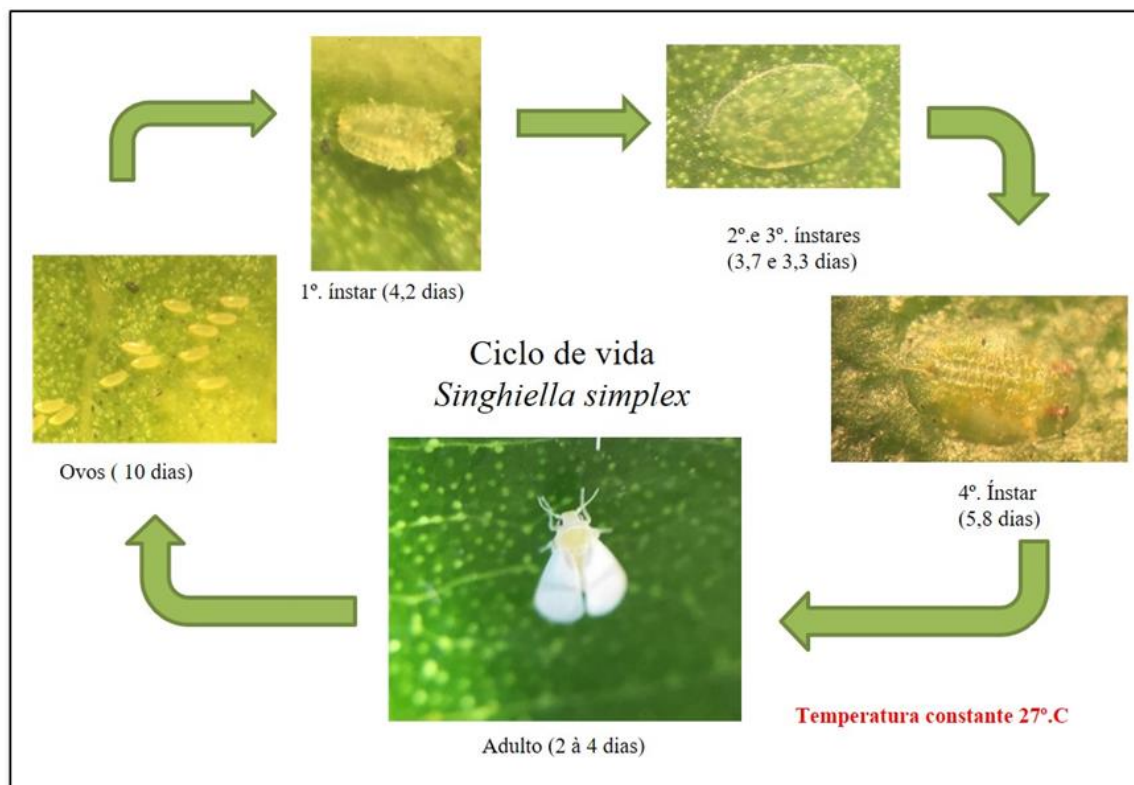 1º. ínstar (4,2 dias)
2º.e 3º. ínstares
(3,7 e 3,3 dias)
Ciclo de vida
Singhiella simplex
Ovos ( 10 dias)
4º. Ínstar
(5,8 dias)
Temperatura constante 27º.C
Adulto (2 à 4 dias)